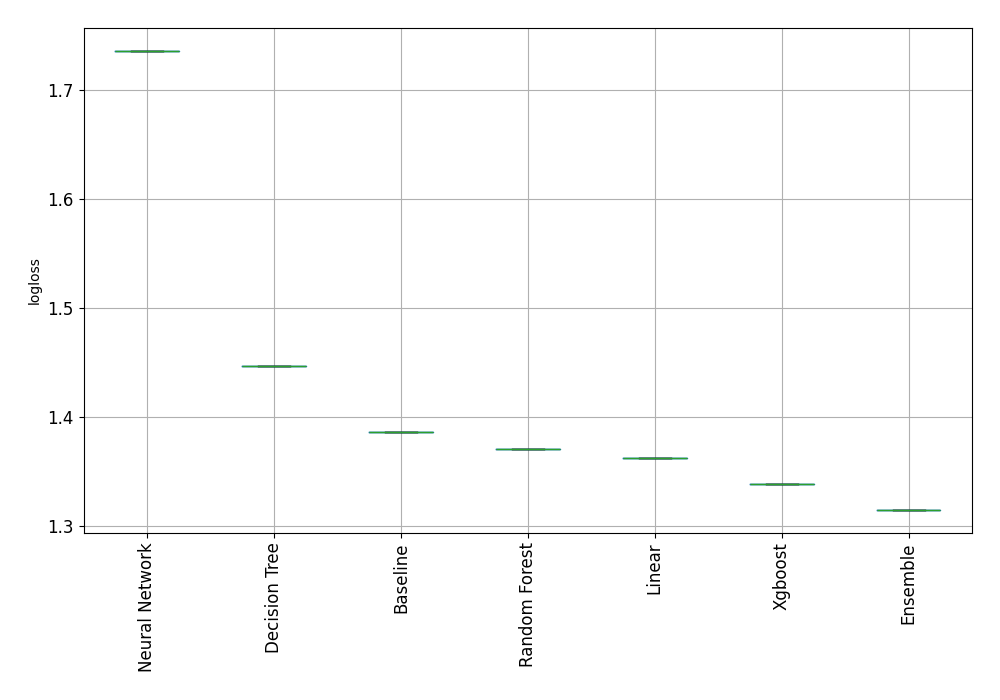 logloss
1.7
1.6
1.5
1.4
1.3
Neural Network
Decision Tree
Baseline
Random Forest
Linear
Xgboost
Ensemble